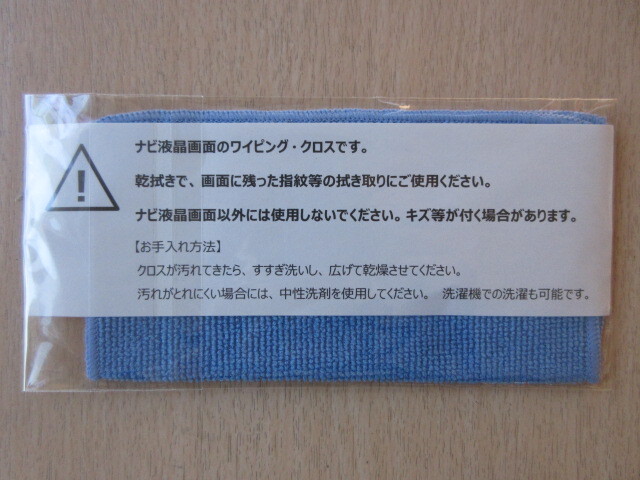 ナビ液晶画面のワイピング・クロスです。
乾拭きで、画面に残った指紋等の拭き取りにご使用ください。
ナビ液晶画面以外には使用しないでください。キズ等が付く場合があります。
【お手入れ方法】
クロスが汚れてきたら、すすぎ洗いし、広げて乾燥させてください。
汚れがとれにくい場合には、中性洗剤を使用してください。 洗濯機での洗濯も可能です。